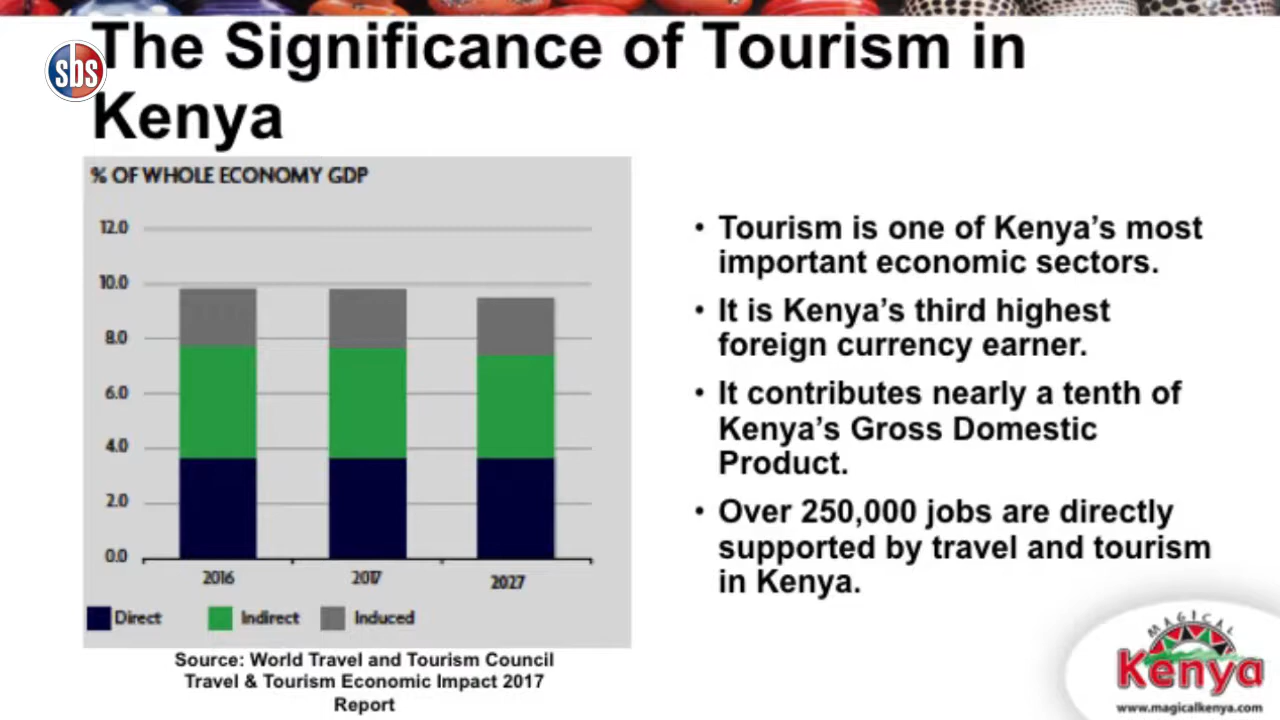 The Significance of Tourism in
Kenya
sbs
% OF WHOLE ECONOMY GDP
12.0
10.0
8.0
6.0
4.0
2.0
0.0
2016 2017 2027
Direct Indirect Induced
Source: World Travel and Tourism Council
Travel & Tourism Economic Impact 2017
Report
• Tourism is one of Kenya’s most
important economic sectors.
• It is Kenya’s third highest
foreign currency earner.
• It contributes nearly a tenth of
Kenya’s Gross Domestic
Product.
• Over 250,000 jobs are directly
supported by travel and tourism
in Kenya.
MAGICAL
Kenya
www.magicalkenya.com